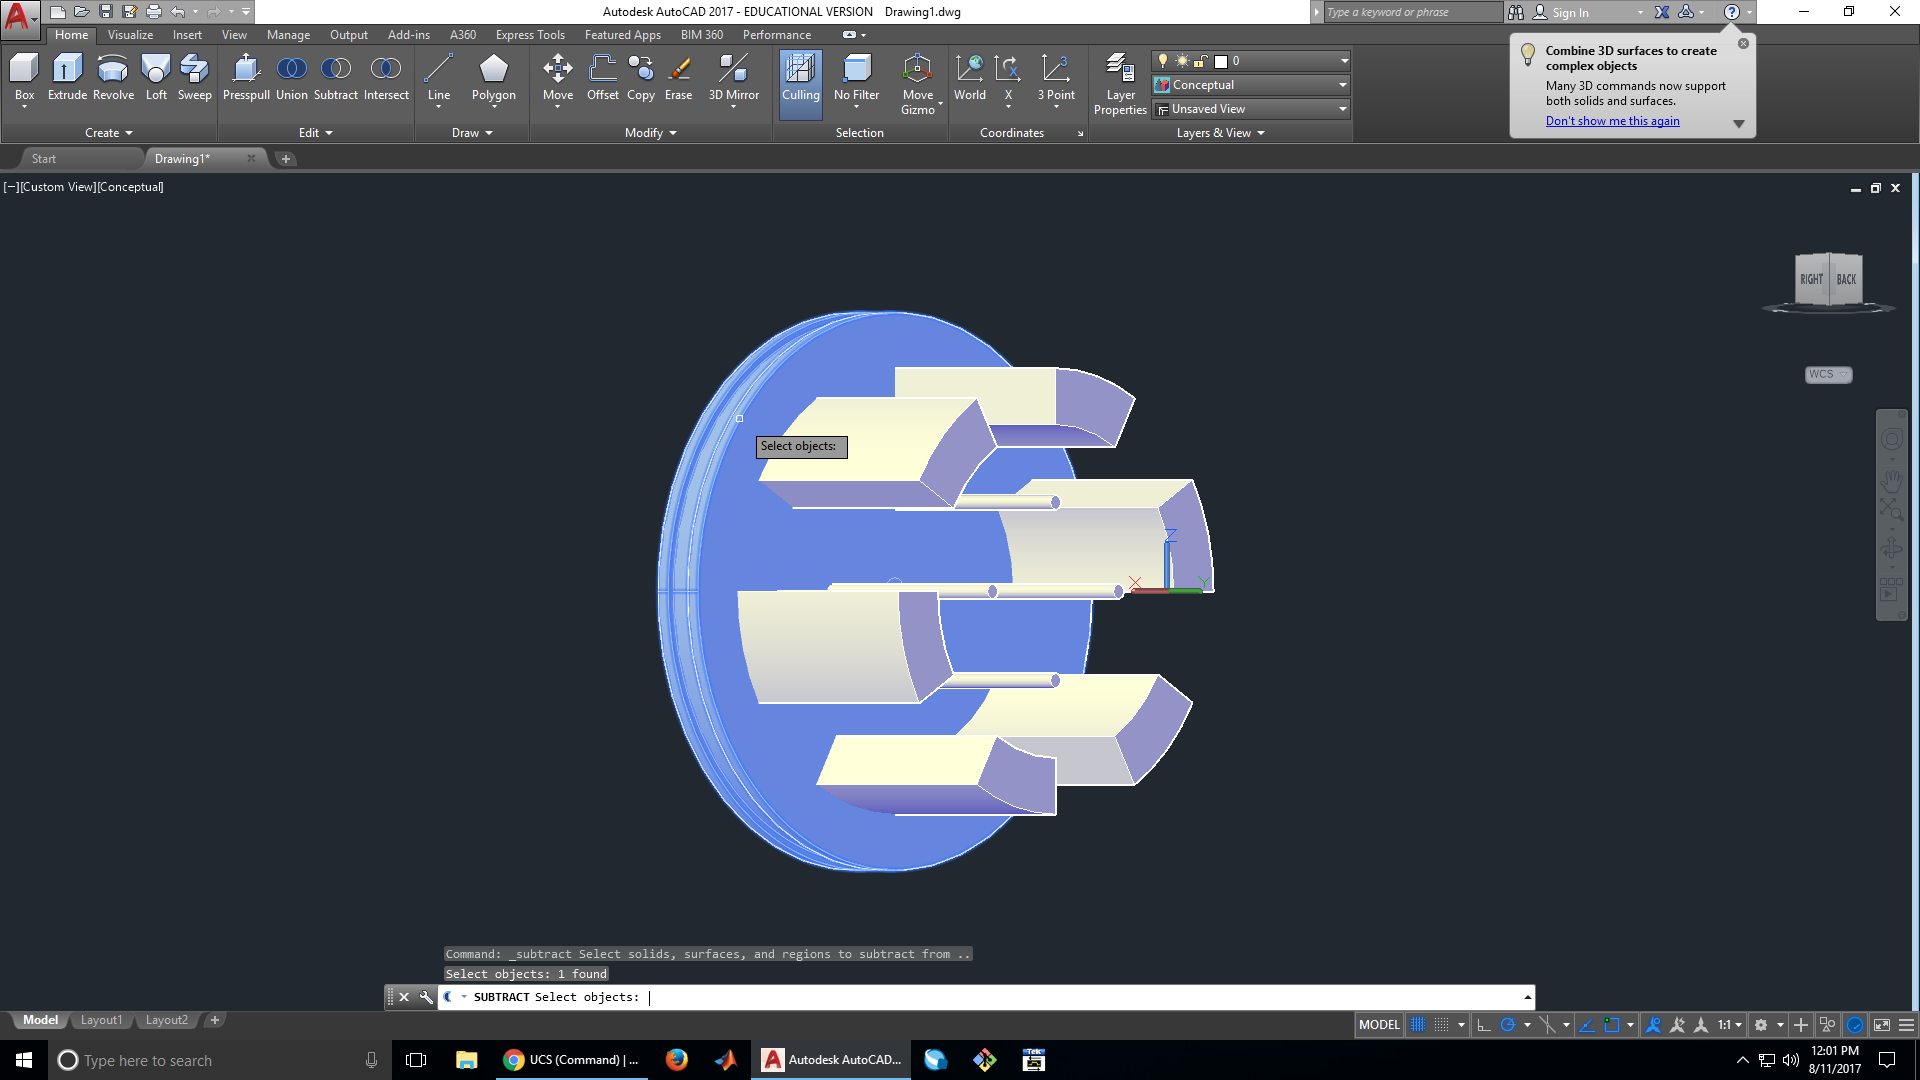 Autodesk AutoCAD 2017 - EDUCATIONAL VERSION Drawing1.dwg
Type a keyword or phrase
Sign In
Home Visualize Insert View Manage Output Add-ins A360 Express Tools Featured Apps BIM 360 Performance
Box Extrude Revolve Loft Sweep
Presspull Union Subtract Intersect
Line Polygon
Move Offset Copy Erase 3D Mirror
Culling No Filter Move Gizmo
World X 3 Point
Layer Properties
0
Conceptual
Unsaved View
Create Edit Draw Modify Selection Coordinates Layers & View
Combine 3D surfaces to create
complex objects
Many 3D commands now support
both solids and surfaces.
Don't show me this again
Start Drawing1*
[−][Custom View][Conceptual]
RIGHT BACK
WCS
Select objects:
Z
X Y
Command: _subtract Select solids, surfaces, and regions to subtract from ..
Select objects: 1 found
SUBTRACT Select objects:
Model Layout1 Layout2
MODEL 1:1
Type here to search
UCS (Command) | ...
Autodesk AutoCAD...
Tek
12:01 PM
8/11/2017